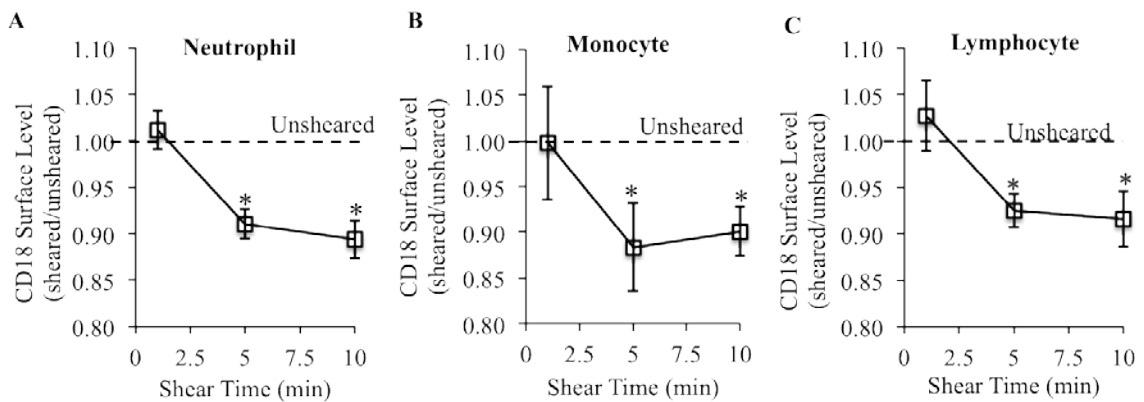 A
Neutrophil
1.10
1.05
1.00
0.95
0.90
0.85
0.80
CD18 Surface Level
(sheared/unsheared)
Unsheared
*
*
0
2.5
5
7.5
10
Shear Time (min)
B
Monocyte
1.10
1.05
1.00
0.95
0.90
0.85
0.80
CD18 Surface Level
(sheared/unsheared)
Unsheared
*
*
0
2.5
5
7.5
10
Shear Time (min)
C
Lymphocyte
1.10
1.05
1.00
0.95
0.90
0.85
0.80
CD18 Surface Level
(sheared/unsheared)
Unsheared
*
*
0
2.5
5
7.5
10
Shear Time (min)